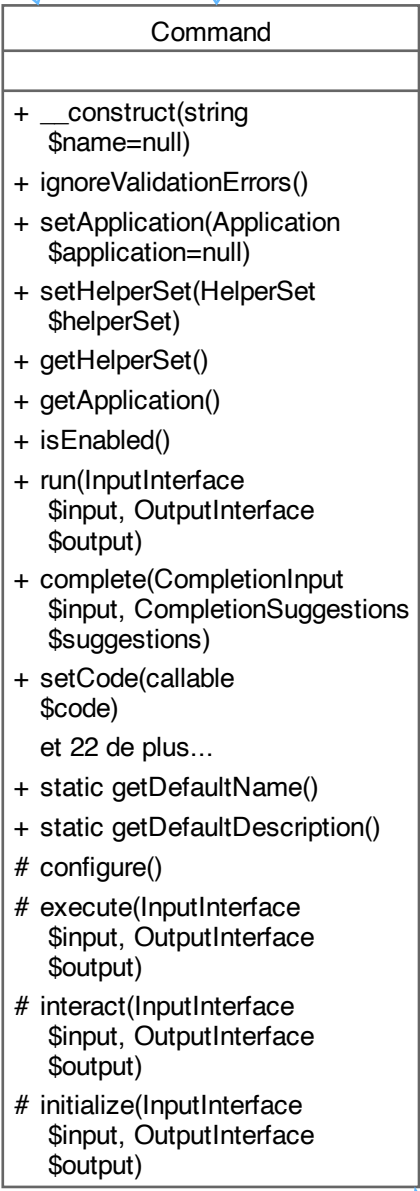 Command
+ __construct(string
$name=null)
+ ignoreValidationErrors()
+ setApplication(Application
$application=null)
+ setHelperSet(HelperSet
$helperSet)
+ getHelperSet()
+ getApplication()
+ isEnabled()
+ run(InputInterface
$input, OutputInterface
$output)
+ complete(CompletionInput
$input, CompletionSuggestions
$suggestions)
+ setCode(callable
$code)
et 22 de plus...
+ static getDefaultName()
+ static getDefaultDescription()
# configure()
# execute(InputInterface
$input, OutputInterface
$output)
# interact(InputInterface
$input, OutputInterface
$output)
# initialize(InputInterface
$input, OutputInterface
$output)